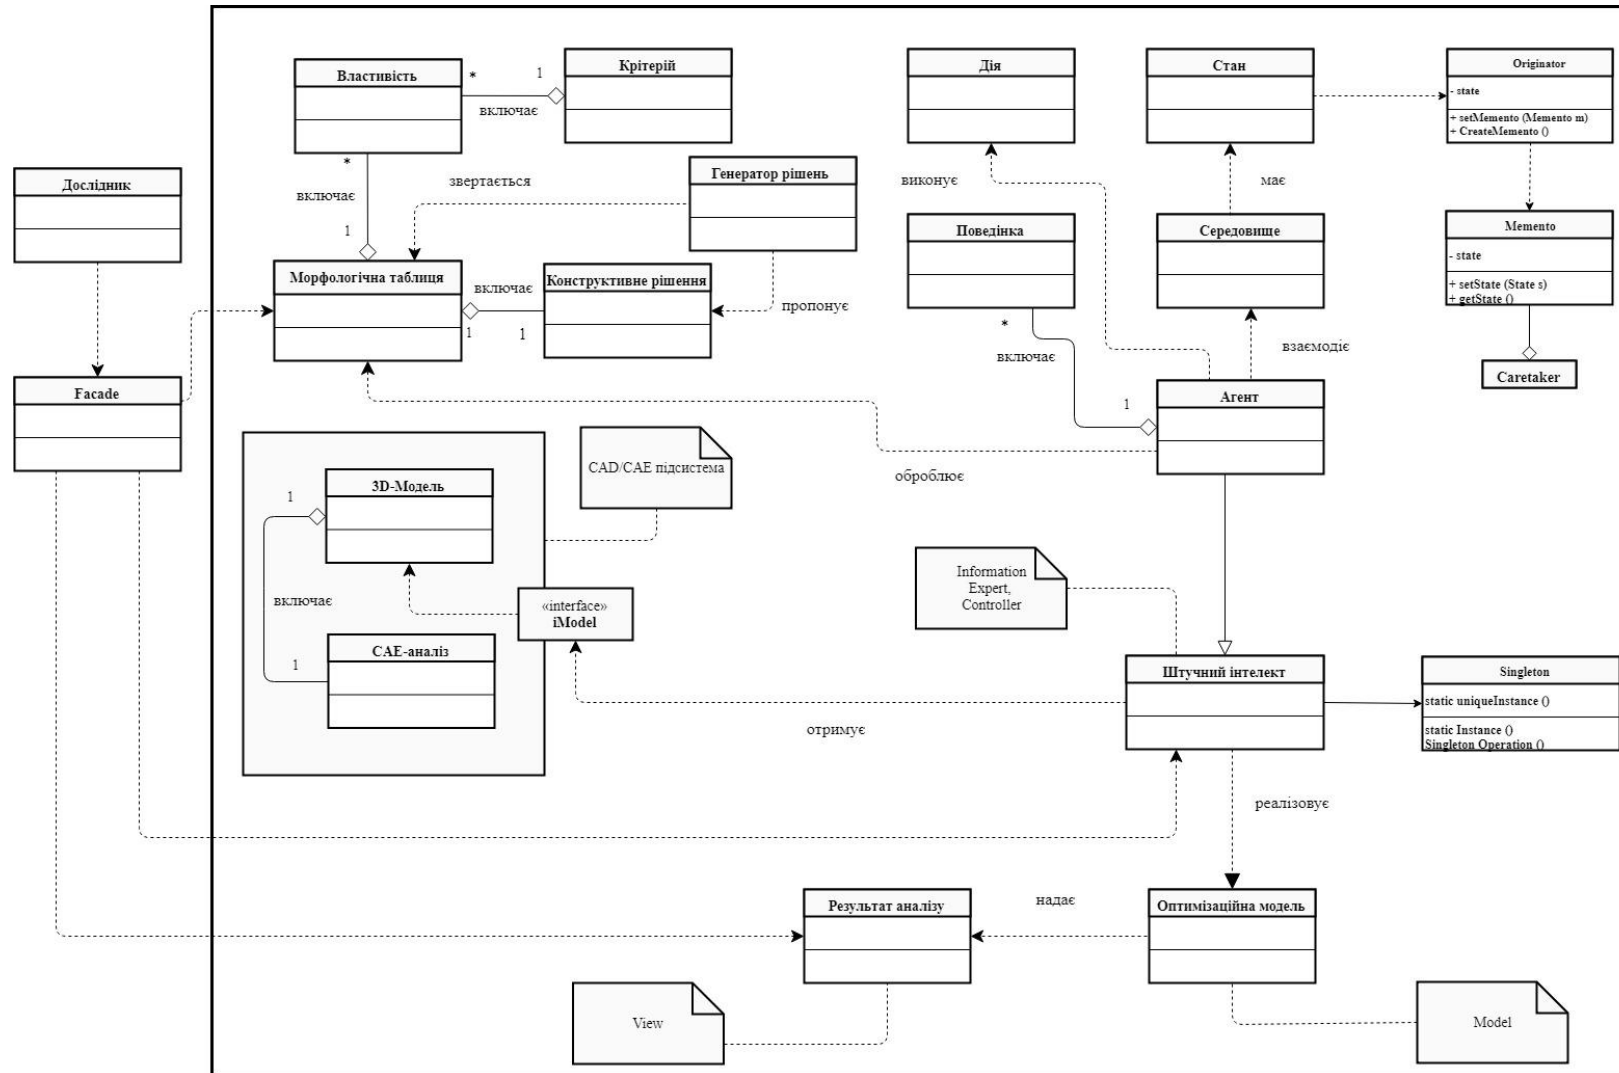 Властивість
*
1
включає
Крітерій
Дія
Стан
Originator
- state
+ setMemento (Memento m)
+ CreateMemento ()
*
включає
1
звертається
Генератор рішень
виконує
має
Дослідник
Поведінка
Середовище
Memento
- state
+ setState (State s)
+ getState ()
Морфологічна таблиця
включає
1
1
Конструктивне рішення
пропонує
*
включає
1
взаємодіє
Caretaker
Facade
Агент
оброблює
CAD/CAE підсистема
1
3D-Модель
включає
1
CAE-аналіз
«interface»
iModel
Information
Expert,
Controller
отримує
Штучний інтелект
Singleton
static uniqueInstance ()
static Instance ()
Singleton Operation ()
реалізовує
Результат аналізу
надає
Оптимізаційна модель
View
Model